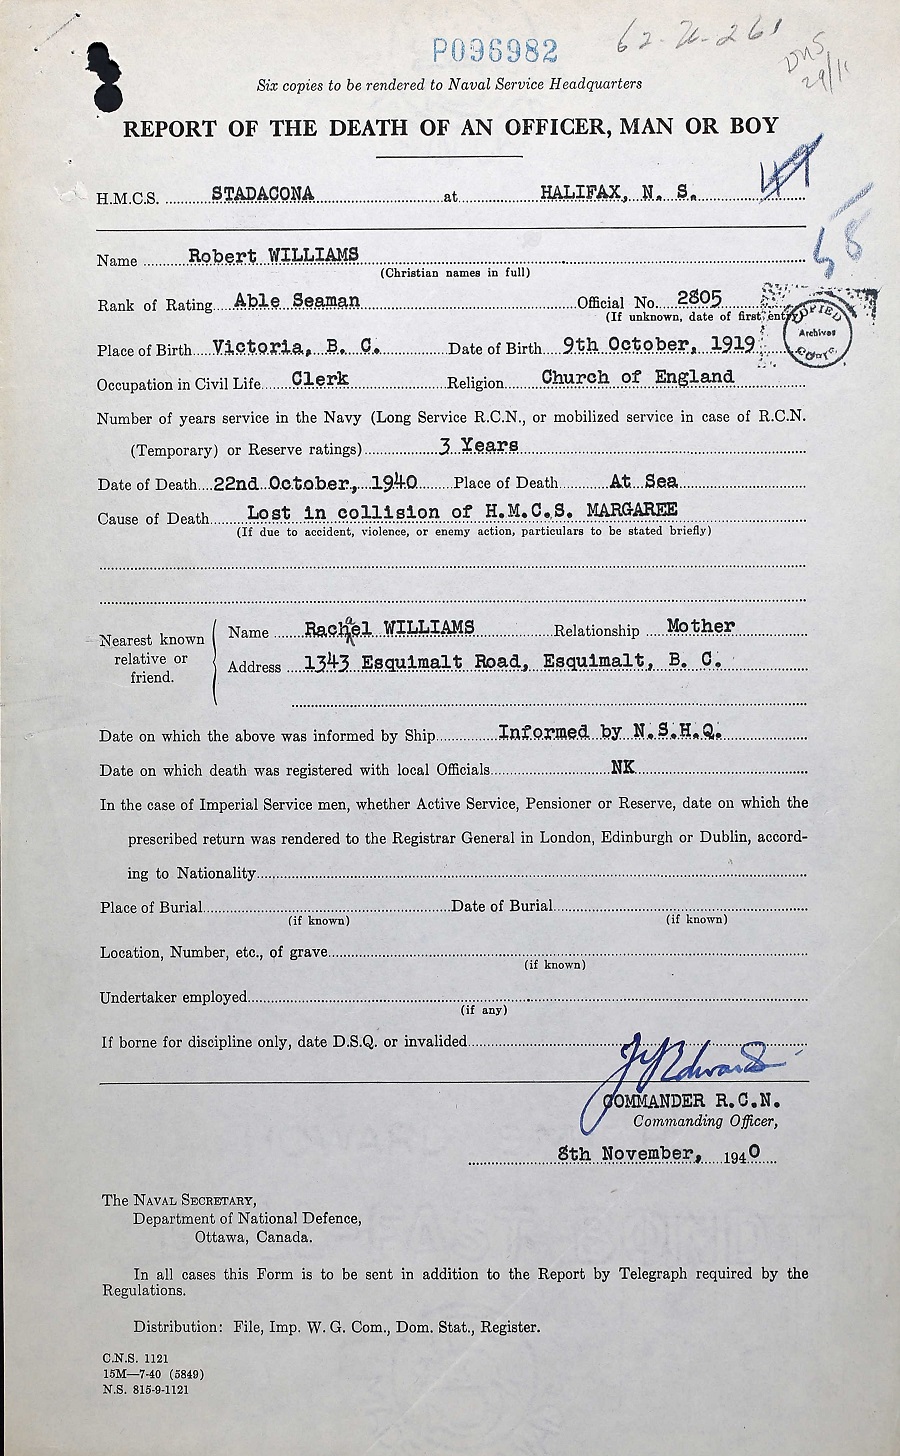 P096982
62-W-261
DNS
29/11
Six copies to be rendered to Naval Service Headquarters
REPORT OF THE DEATH OF AN OFFICER, MAN OR BOY
49
H.M.C.S. STADACONA at HALIFAX, N. S.
58
Name Robert WILLIAMS
(Christian names in full)
Rank of Rating Able Seaman Official No. 2805
(If unknown, date of first entry)
COPIED
Archives
Place of Birth Victoria, B. C. Date of Birth 9th October, 1919
Occupation in Civil Life Clerk Religion Church of England
Number of years service in the Navy (Long Service R.C.N., or mobilized service in case of R.C.N.
(Temporary) or Reserve ratings) 3 Years
Date of Death 22nd October, 1940 Place of Death At Sea
Cause of Death Lost in collision of H.M.C.S. MARGAREE
(If due to accident, violence, or enemy action, particulars to be stated briefly)
Nearest known relative or friend.
Name Rachael WILLIAMS Relationship Mother
Address 1343 Esquimalt Road, Esquimalt, B. C.
Date on which the above was informed by Ship Informed by N.S.H.Q.
Date on which death was registered with local Officials NK
In the case of Imperial Service men, whether Active Service, Pensioner or Reserve, date on which the
prescribed return was rendered to the Registrar General in London, Edinburgh or Dublin, accord-
ing to Nationality
Place of Burial Date of Burial
(if known) (if known)
Location, Number, etc., of grave
(if known)
Undertaker employed
(if any)
If borne for discipline only, date D.S.Q. or invalided
COMMANDER R.C.N.
Commanding Officer,
8th November, 1940
The NAVAL SECRETARY,
Department of National Defence,
Ottawa, Canada.
In all cases this Form is to be sent in addition to the Report by Telegraph required by the
Regulations.
Distribution: File, Imp. W. G. Com., Dom. Stat., Register.
C.N.S. 1121
15M—7-40 (5849)
N.S. 815-9-1121